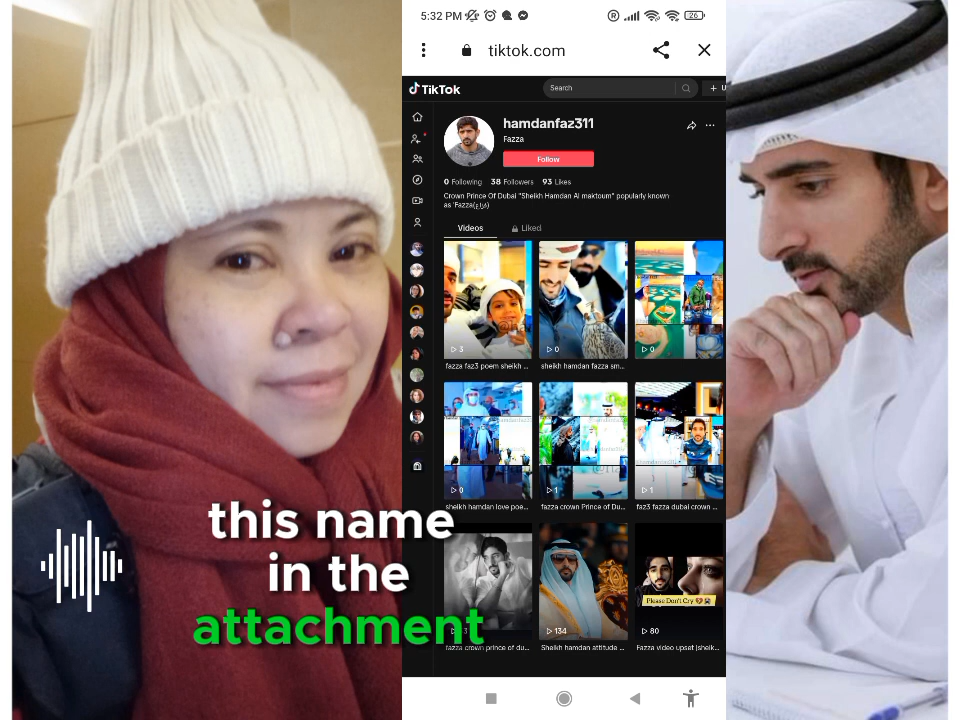 5:32 PM
26
tiktok.com
TikTok
Search
hamdanfaz311
Fazza
Follow
0 Following 38 Followers 93 Likes
Crown Prince Of Dubai "Sheikh Hamdan Al maktoum" popularly known
as 'Fazza(فزاع)
Videos
Liked
3
0
0
fazza faz3 poem sheikh ...
sheikh hamdan fazza sm...
0
1
1
sheikh hamdan love poe...
fazza crown Prince of Du...
faz3 fazza dubai crown ...
this name
in the
attachment
Please Don't Cry
134
80
fazza crown prince of du...
Sheikh hamdan attitude ...
Fazza video upset (sheik...